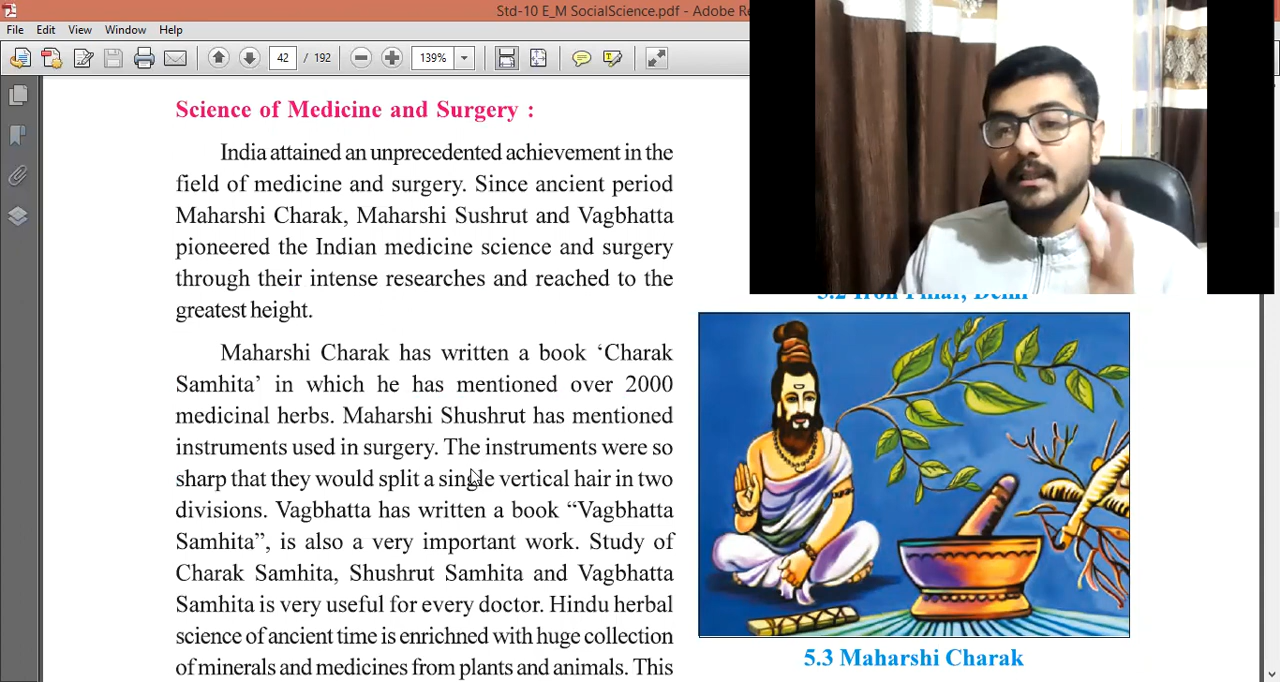 Std-10 E_M SocialScience.pdf - Adobe Re
File Edit View Window Help
42 / 192 139%
Science of Medicine and Surgery :
India attained an unprecedented achievement in the
field of medicine and surgery. Since ancient period
Maharshi Charak, Maharshi Sushrut and Vagbhatta
pioneered the Indian medicine science and surgery
through their intense researches and reached to the
greatest height.
Maharshi Charak has written a book ‘Charak
Samhita’ in which he has mentioned over 2000
medicinal herbs. Maharshi Shushrut has mentioned
instruments used in surgery. The instruments were so
sharp that they would split a single vertical hair in two
divisions. Vagbhatta has written a book “Vagbhatta
Samhita”, is also a very important work. Study of
Charak Samhita, Shushrut Samhita and Vagbhatta
Samhita is very useful for every doctor. Hindu herbal
science of ancient time is enrichned with huge collection
of minerals and medicines from plants and animals. This
5.2 Iron Pillar, Delhi
5.3 Maharshi Charak